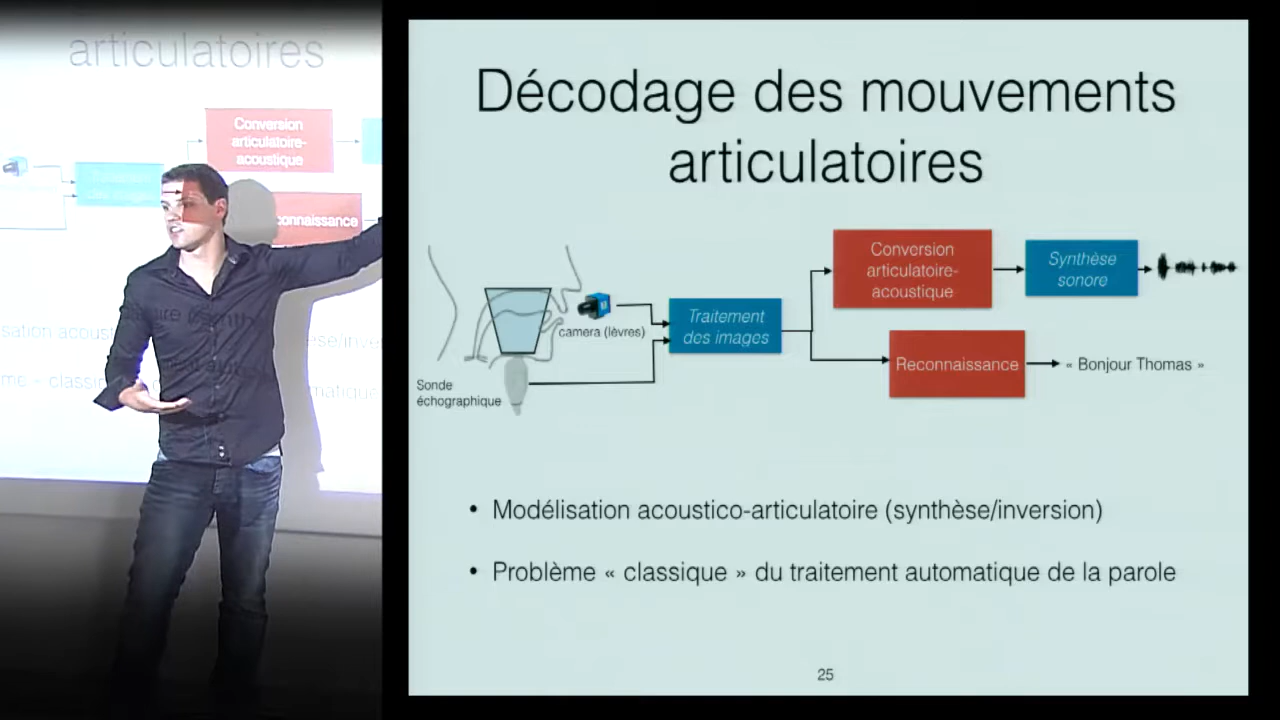 articulatoires
Conversion
articulatoire-
acoustique
connaissance
Décodage des mouvements
articulatoires
Conversion
articulatoire-
acoustique
Synthèse
sonore
camera (lèvres)
Traitement
des images
Reconnaissance
« Bonjour Thomas »
Sonde
échographique
• Modélisation acoustico-articulatoire (synthèse/inversion)
• Problème « classique » du traitement automatique de la parole
25